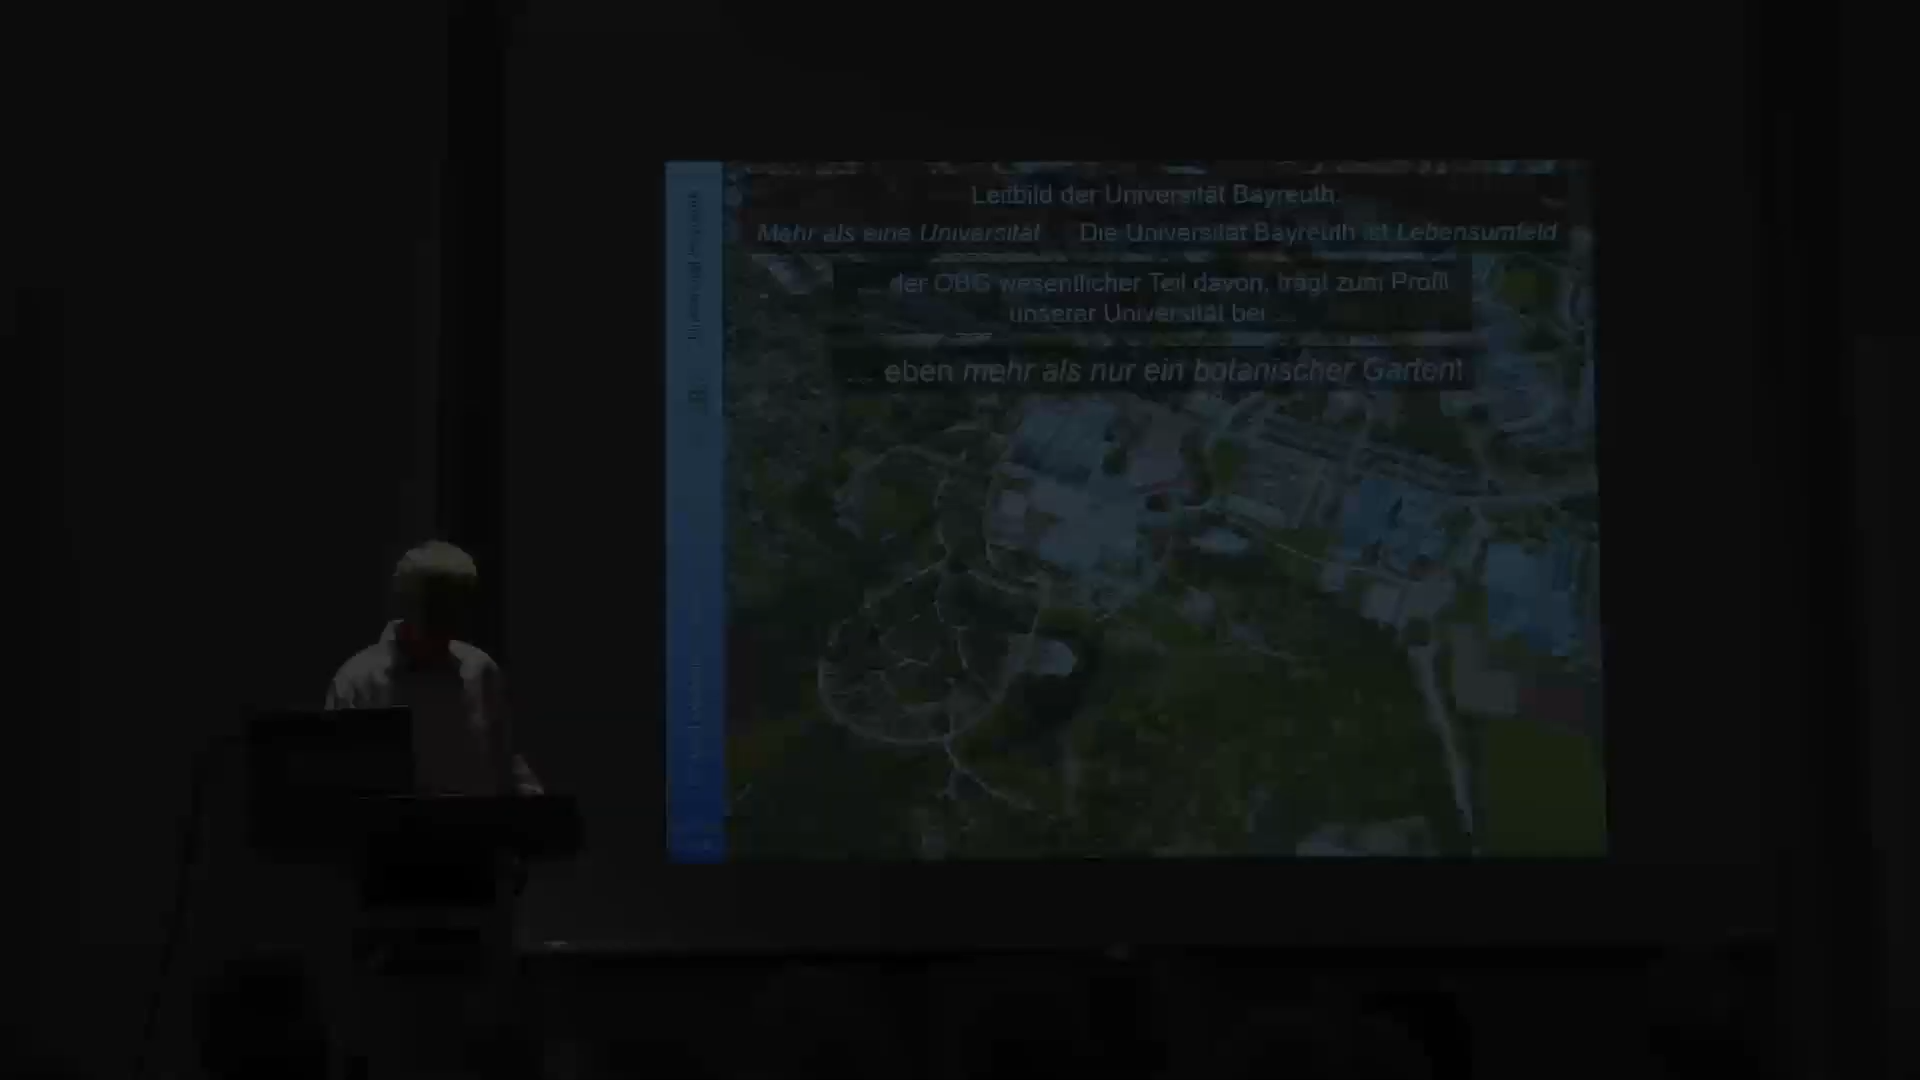 Leitbild der Universität Bayreuth:
Mehr als eine Universität Die Universität Bayreuth ist Lebensumfeld
der ÖBG wesentlicher Teil davon, trägt zum Profil
unserer Universität bei ...
... eben mehr als nur ein botanischer Garten!